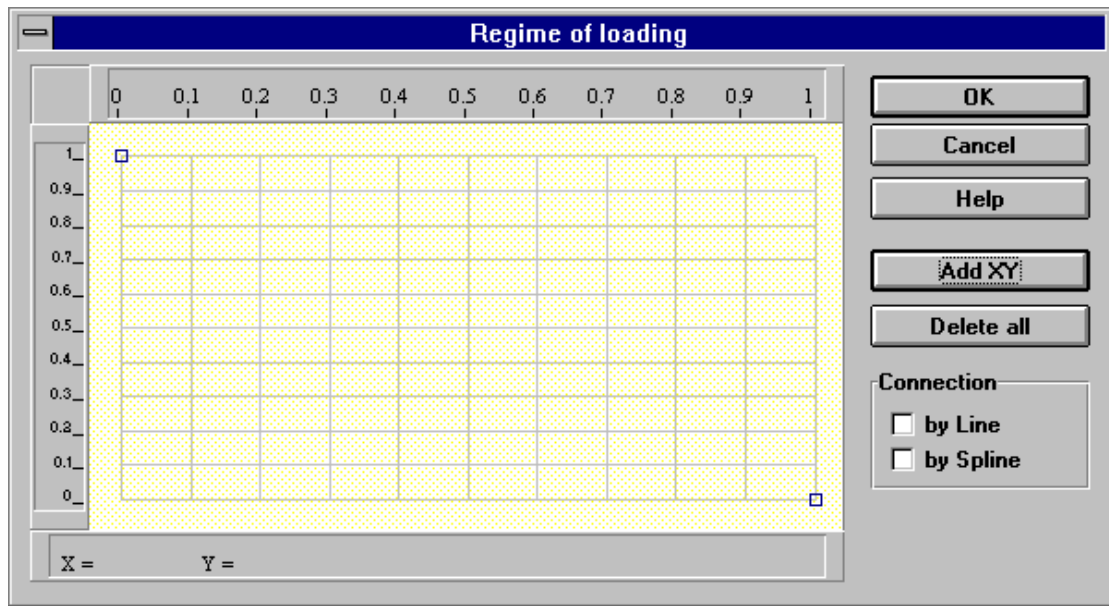 Regime of loading
0 0.1 0.2 0.3 0.4 0.5 0.6 0.7 0.8 0.9 1
1
0.9
0.8
0.7
0.6
0.5
0.4
0.3
0.2
0.1
0
X = Y =
OK
Cancel
Help
Add XY
Delete all
Connection
by Line
by Spline